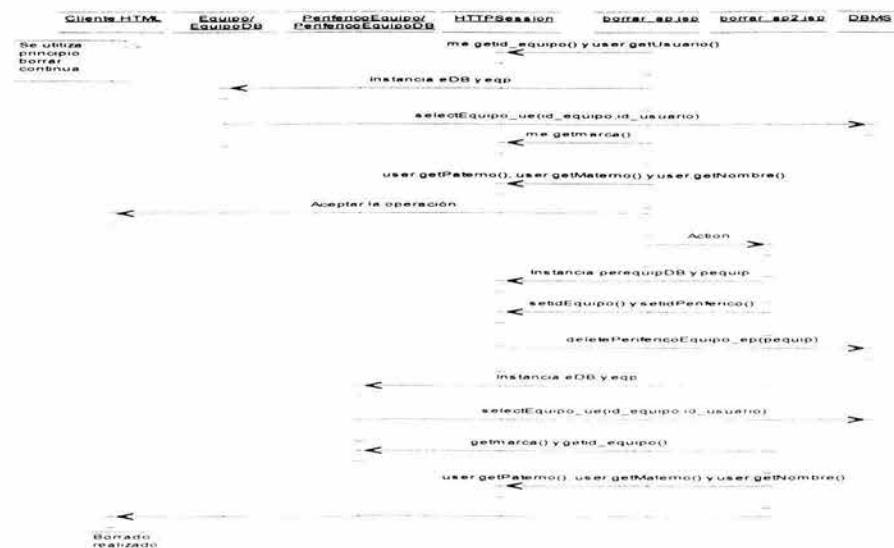 Cliente HTML Equipo/ PerifericoEquipo/ HTTPSession borrar_ep.jsp borrar_ep2.jsp DBMS
EquipoDB PerifericoEquipoDB
Se utiliza
principio
borrar
continua
me.getid_equipo() y user.getUsuario()
Instancia eDB y eqp
selectEquipo_ue(id_equipo,id_usuario)
me.getmarca()
user.getPaterno(), user.getMaterno() y user.getNombre()
Aceptar la operación
Action
Instancia perequipDB y pequip
setidEquipo() y setidPeriferico()
deletePerifericoEquipo_ep(pequip)
Instancia eDB y eqp
selectEquipo_ue(id_equipo,id_usuario)
getmarca() y getid_equipo()
user.getPaterno(), user.getMaterno() y user.getNombre()
Borrado
realizado